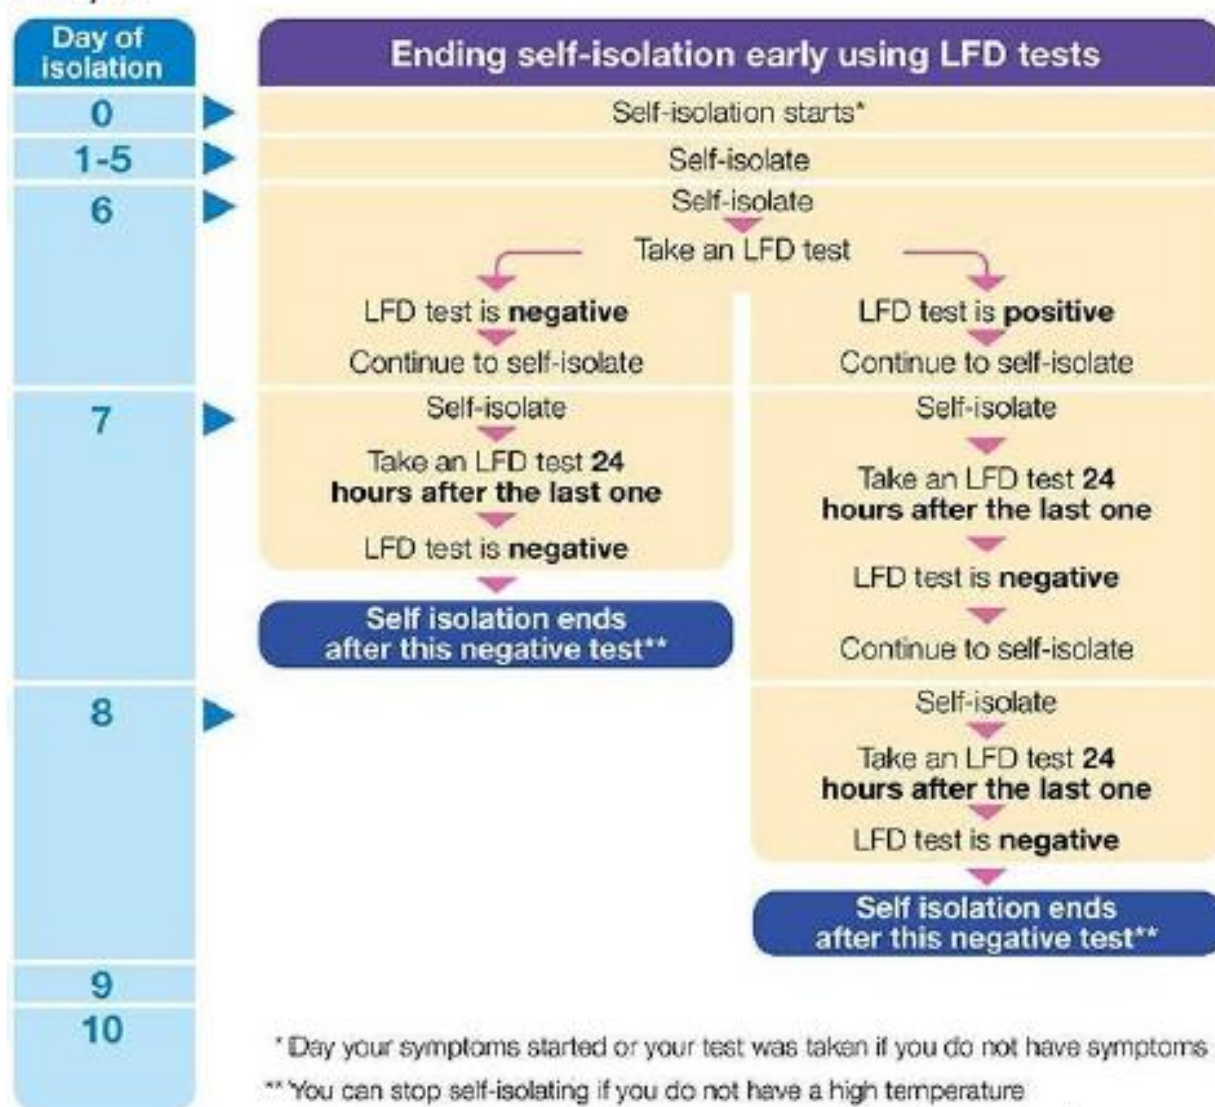 Day of
isolation
Ending self-isolation early using LFD tests
0
Self-isolation starts*
1-5
Self-isolate
6
Self-isolate
Take an LFD test
LFD test is negative
Continue to self-isolate
LFD test is positive
Continue to self-isolate
7
Self-isolate
Take an LFD test 24
hours after the last one
LFD test is negative
Self isolation ends
after this negative test**
Self-isolate
Take an LFD test 24
hours after the last one
LFD test is negative
Continue to self-isolate
8
Self-isolate
Take an LFD test 24
hours after the last one
LFD test is negative
Self isolation ends
after this negative test**
9
10
* Day your symptoms started or your test was taken if you do not have symptoms
** You can stop self-isolating if you do not have a high temperature